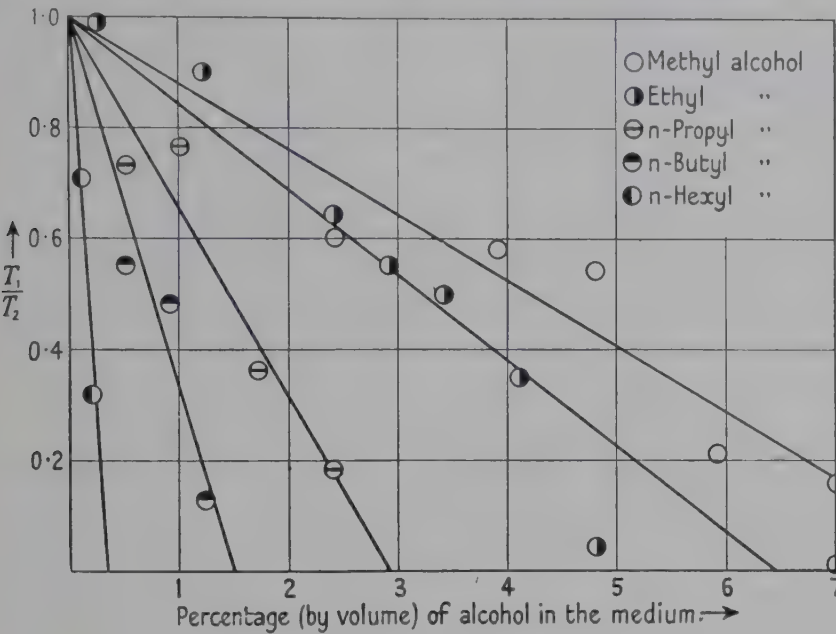 1·0
0·8
0·6
0·4
0·2
↑
T₁
T₂
○ Methyl alcohol
◑ Ethyl "
⊖ n-Propyl "
◓ n-Butyl "
◐ n-Hexyl "
1 2 3 4 5 6 7
Percentage (by volume) of alcohol in the medium.→